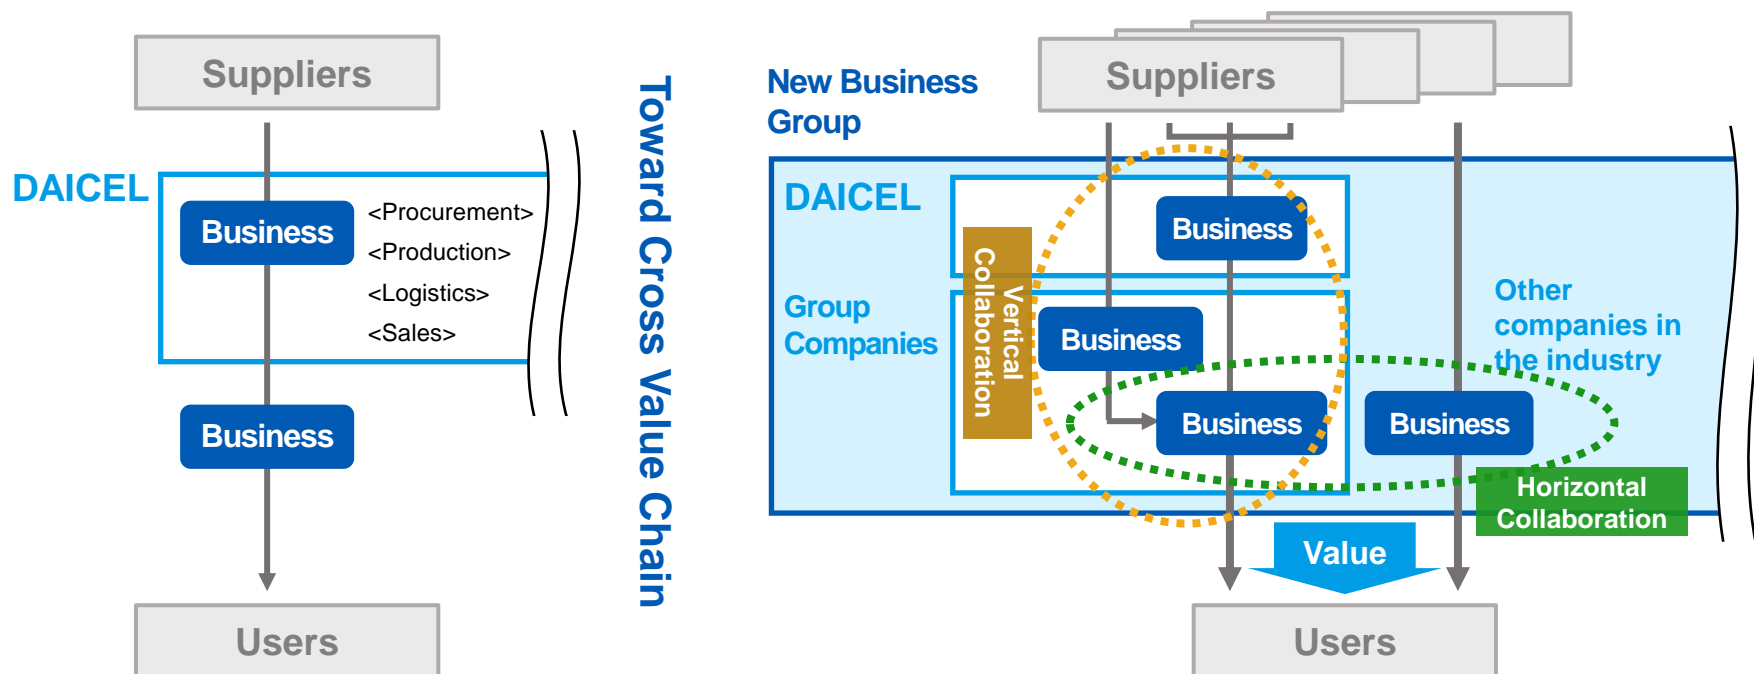 Suppliers
DAICEL
Business
<Procurement>
<Production>
<Logistics>
<Sales>
Business
Users
Toward Cross Value Chain
New Business
Group
Suppliers
DAICEL
Business
Vertical
Collaboration
Group
Companies
Business
Business
Other
companies in
the industry
Business
Horizontal
Collaboration
Value
Users